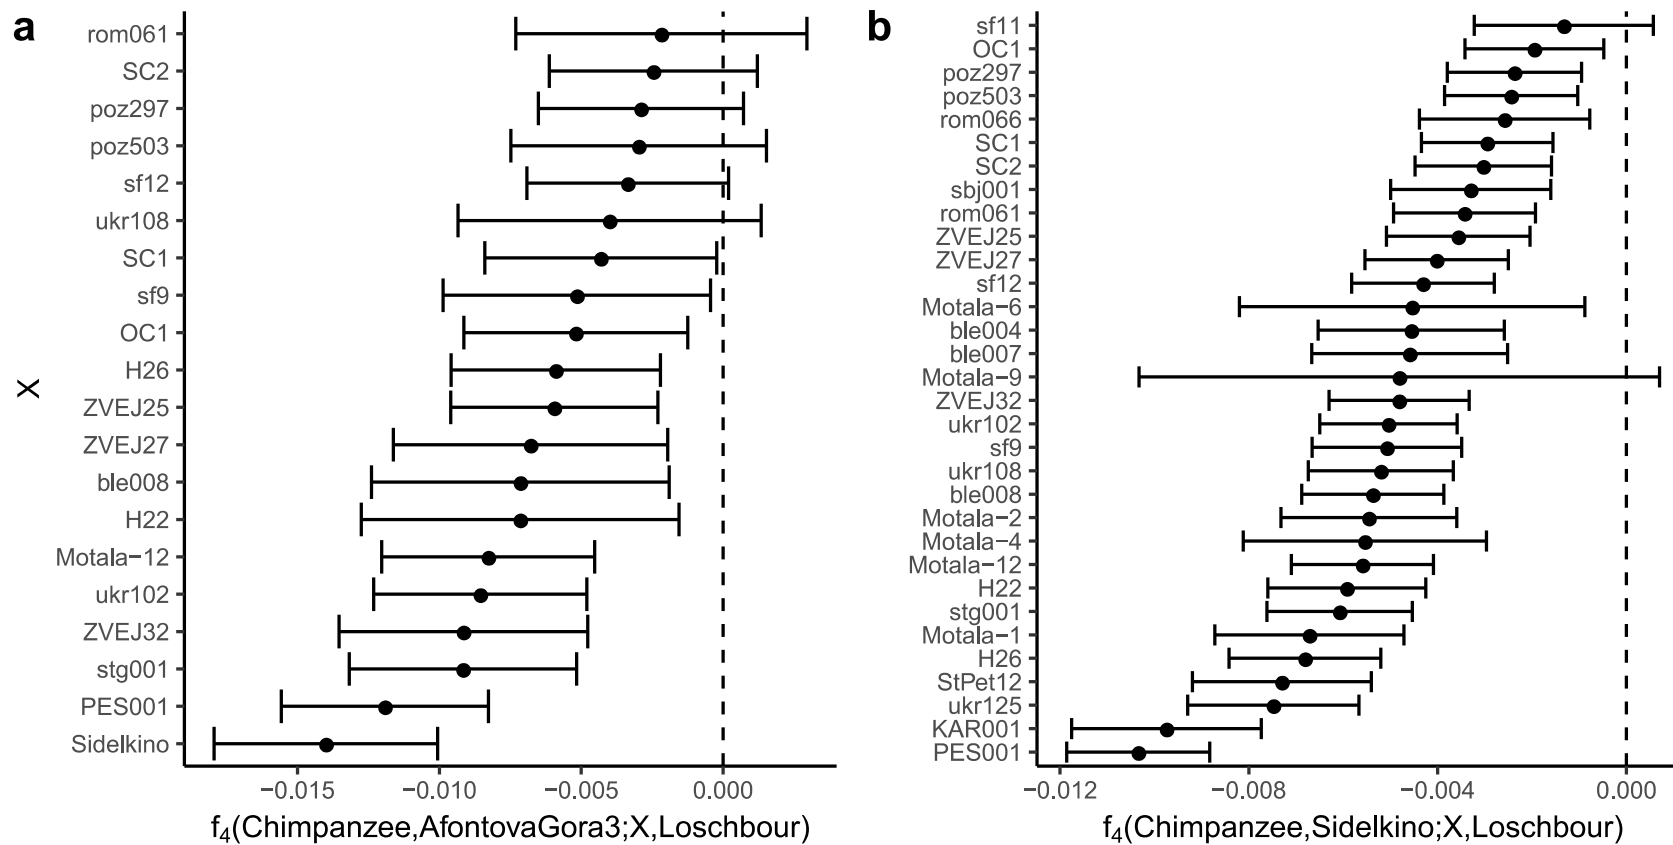 a
rom061
SC2
poz297
poz503
sf12
ukr108
SC1
sf9
OC1
H26
ZVEJ25
ZVEJ27
ble008
H22
Motala−12
ukr102
ZVEJ32
stg001
PES001
Sidelkino
X
−0.015 −0.010 −0.005 0.000
f4(Chimpanzee,AfontovaGora3;X,Loschbour)
b
sf11
OC1
poz297
poz503
rom066
SC1
SC2
sbj001
rom061
ZVEJ25
ZVEJ27
sf12
Motala−6
ble004
ble007
Motala−9
ZVEJ32
ukr102
sf9
ukr108
ble008
Motala−2
Motala−4
Motala−12
H22
stg001
Motala−1
H26
StPet12
ukr125
KAR001
PES001
−0.012 −0.008 −0.004 0.000
f4(Chimpanzee,Sidelkino;X,Loschbour)